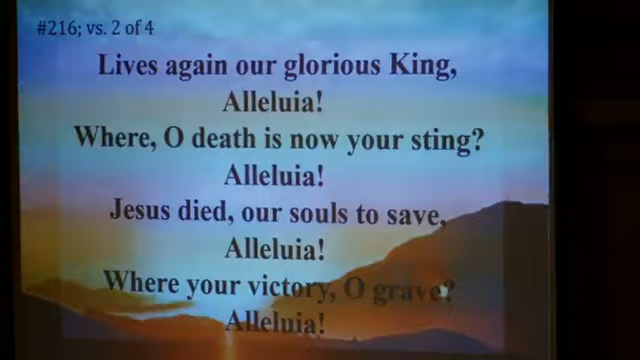 #216; vs. 2 of 4
Lives again our glorious King,
Alleluia!
Where, O death is now your sting?
Alleluia!
Jesus died, our souls to save,
Alleluia!
Where your victory, O grave?
Alleluia!